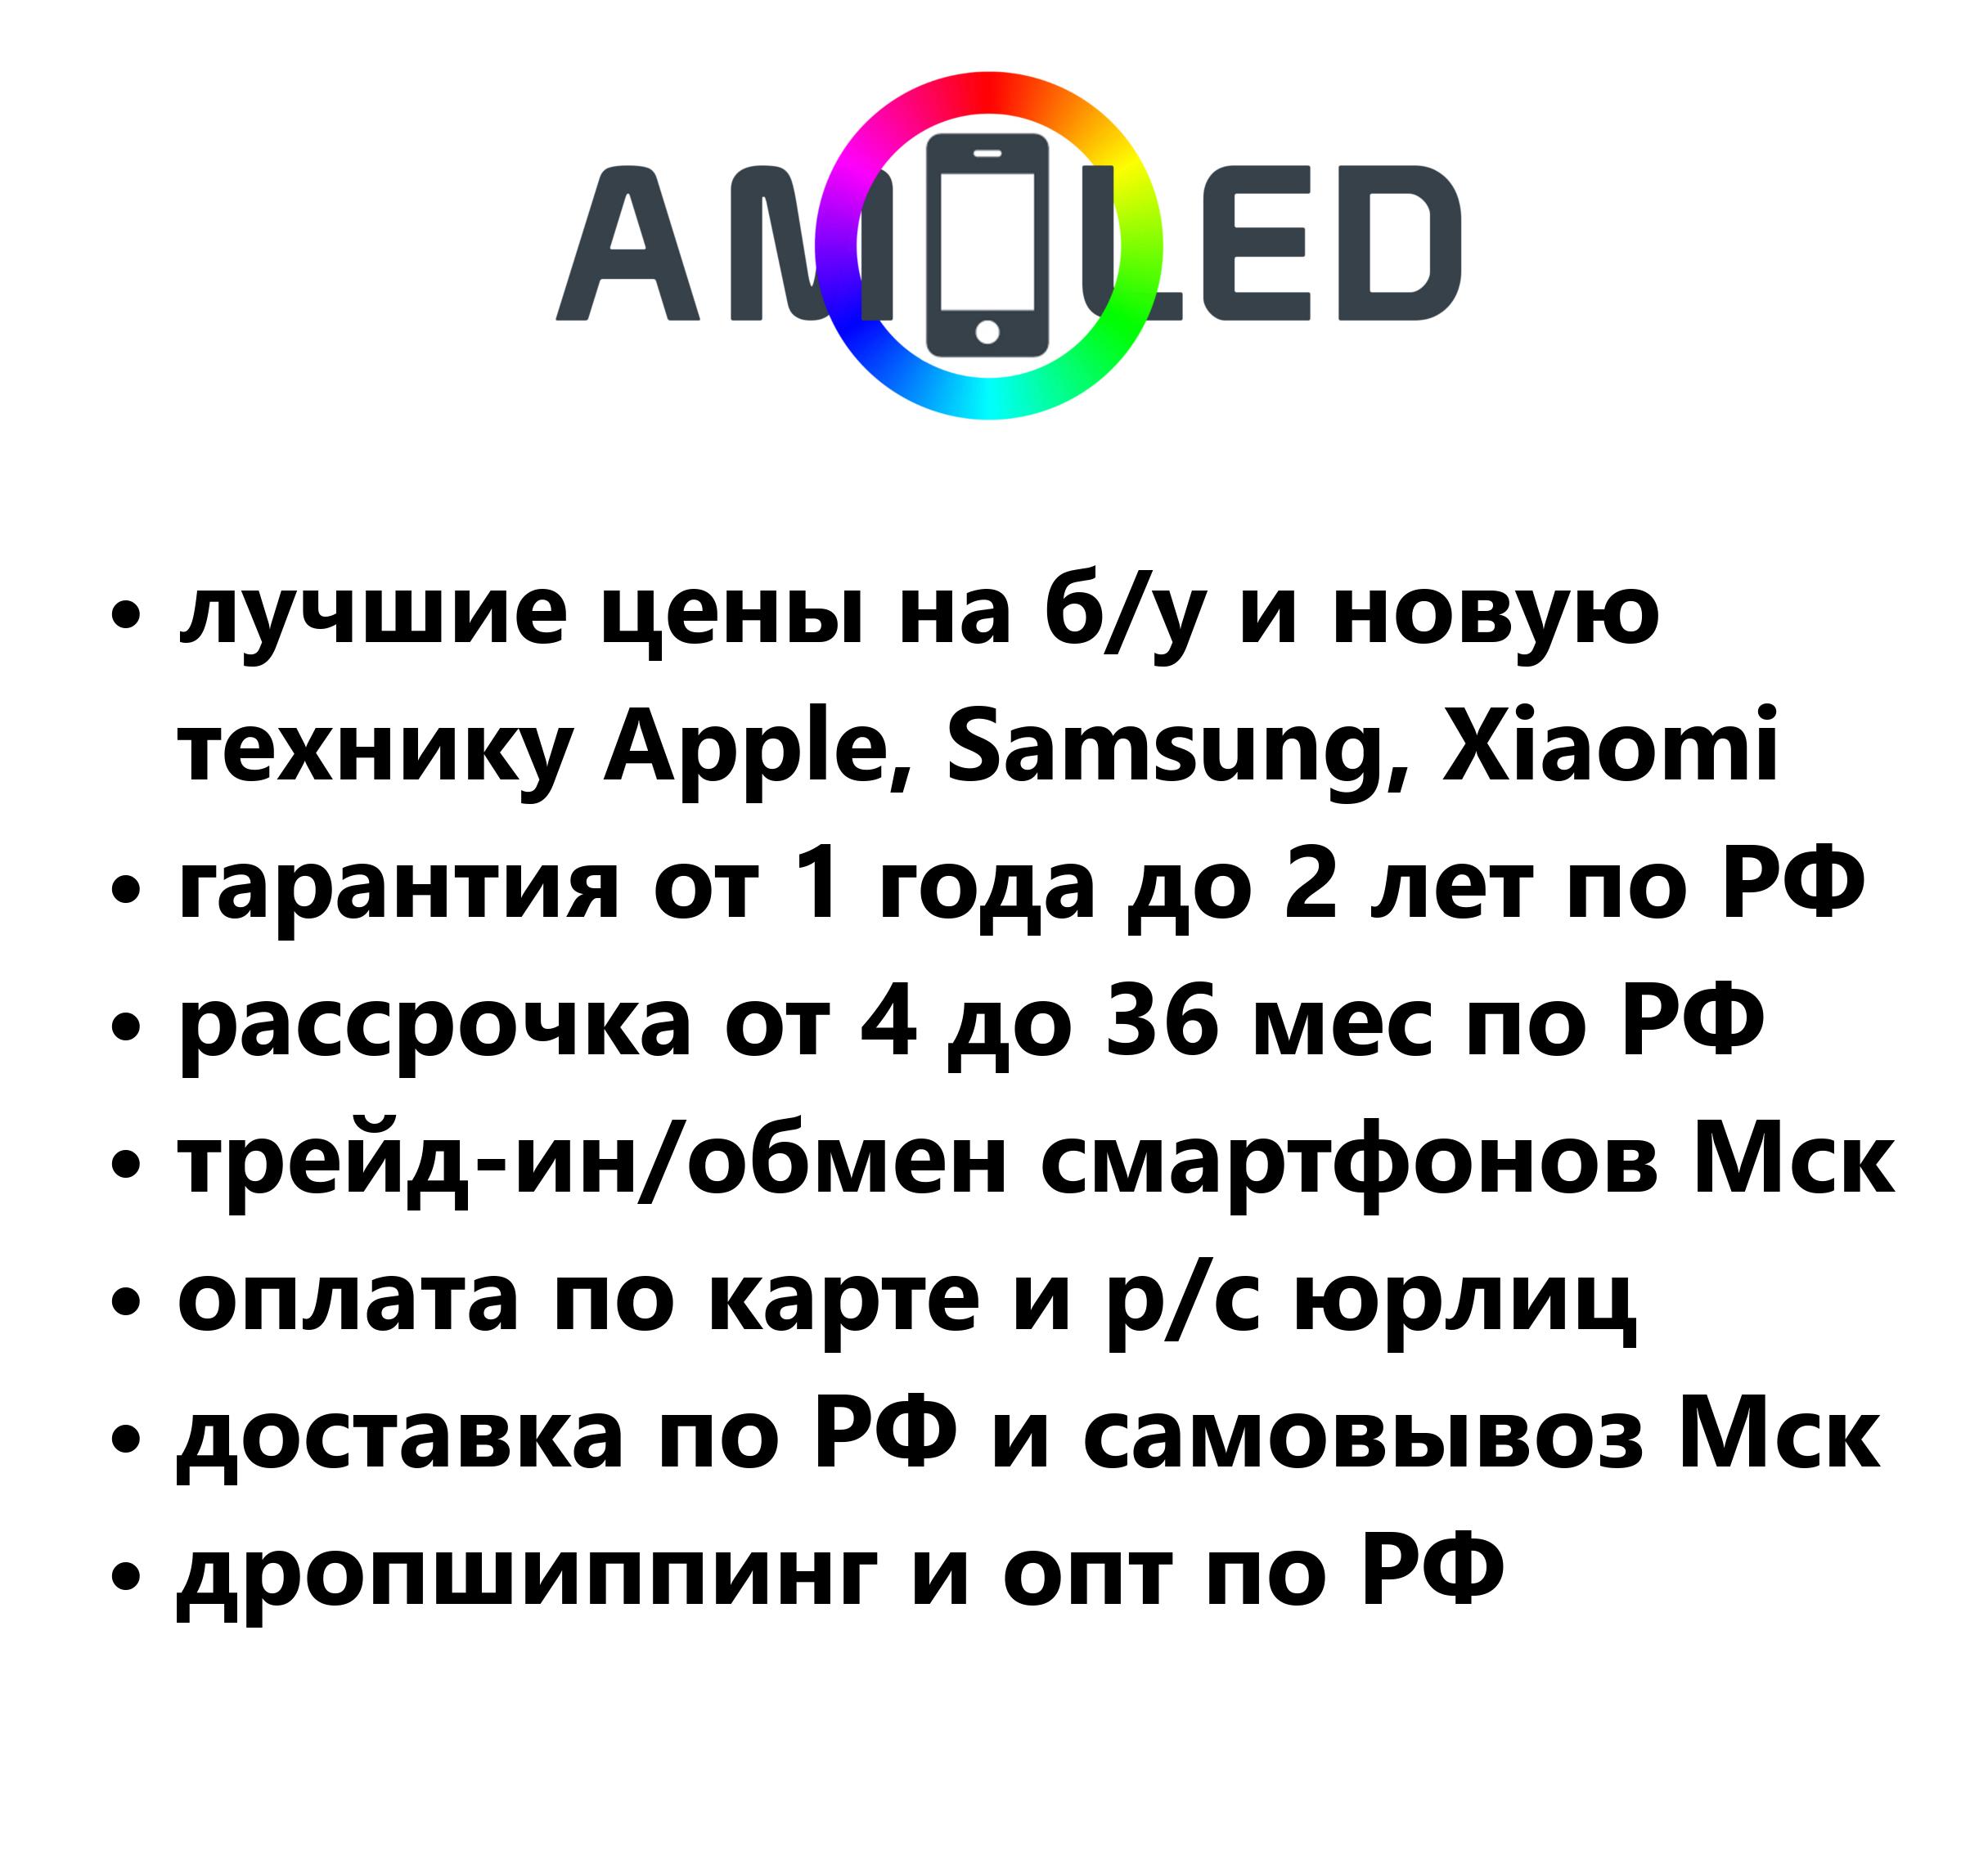 AMOLED
• лучшие цены на б/у и новую
технику Apple, Samsung, Xiaomi
• гарантия от 1 года до 2 лет по РФ
• рассрочка от 4 до 36 мес по РФ
• трейд-ин/обмен смартфонов Мск
• оплата по карте и р/с юрлиц
• доставка по РФ и самовывоз Мск
• дропшиппинг и опт по РФ